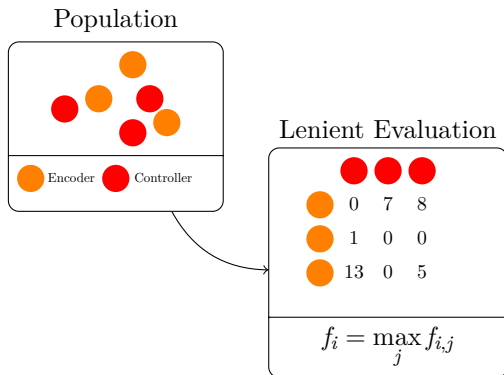 Population
Encoder Controller
Lenient Evaluation
0 7 8
1 0 0
13 0 5
f_i = max_j f_{i,j}